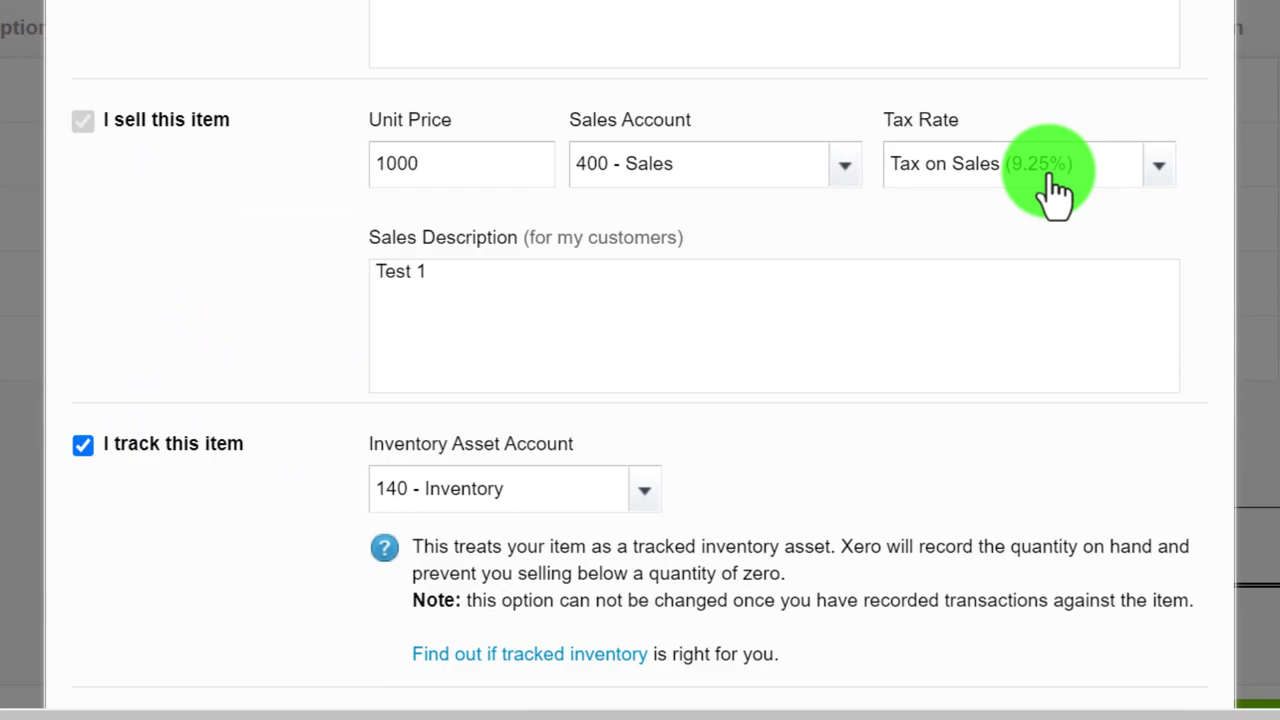 ption
n
I sell this item
Unit Price
Sales Account
Tax Rate
1000
400 - Sales
Tax on Sales (9.25%)
Sales Description (for my customers)
Test 1
I track this item
Inventory Asset Account
140 - Inventory
? This treats your item as a tracked inventory asset. Xero will record the quantity on hand and
prevent you selling below a quantity of zero.
Note: this option can not be changed once you have recorded transactions against the item.
Find out if tracked inventory is right for you.